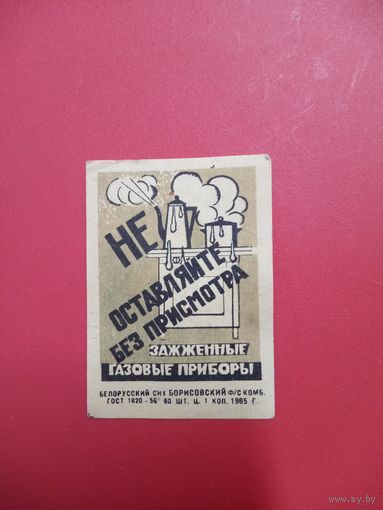 НЕ
ОСТАВЛЯЙТЕ
БЕЗ ПРИСМОТРА
ЗАЖЖЕННЫЕ
ГАЗОВЫЕ ПРИБОРЫ
БЕЛОРУССКИЙ СНХ БОРИСОВСКИЙ Ф/С КОМБ.
ГОСТ 1820-56* 60 ШТ. Ц. 1 КОП. 1965 Г.
www.ay.by